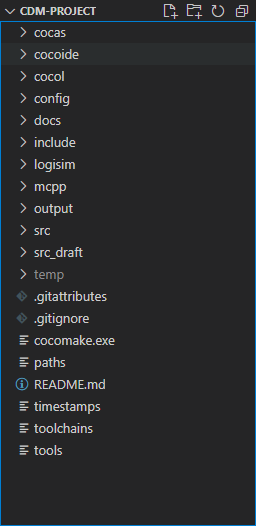 CDM-PROJECT
cocas
cocoide
cocol
config
docs
include
logisim
mcpp
output
src
src_draft
temp
.gitattributes
.gitignore
cocomake.exe
paths
README.md
timestamps
toolchains
tools